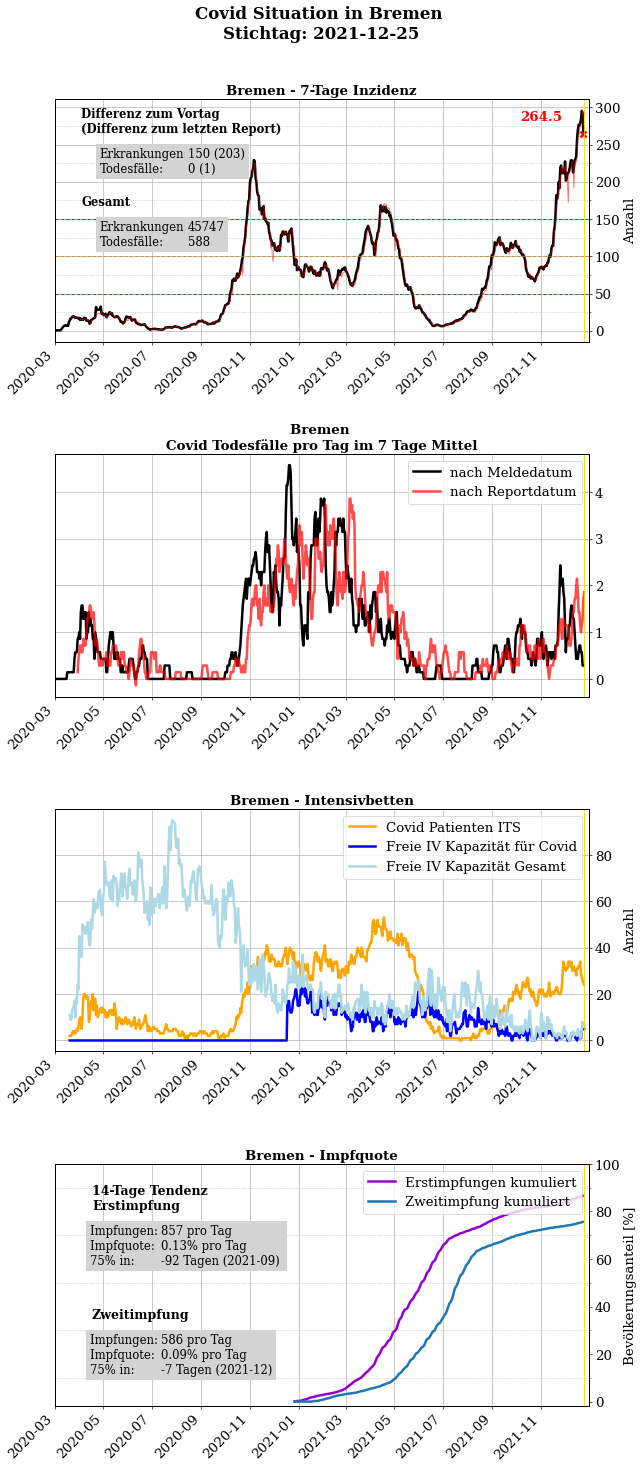 Covid Situation in Bremen
Stichtag: 2021-12-25
Bremen - 7-Tage Inzidenz
Differenz zum Vortag
(Differenz zum letzten Report)
Erkrankungen 150 (203)
Todesfälle: 0 (1)
Gesamt
Erkrankungen 45747
Todesfälle: 588
264.5
300
250
200
150
100
50
0
Anzahl
2020-03 2020-05 2020-07 2020-09 2020-11 2021-01 2021-03 2021-05 2021-07 2021-09 2021-11
Bremen
Covid Todesfälle pro Tag im 7 Tage Mittel
nach Meldedatum
nach Reportdatum
4
3
2
1
0
2020-03 2020-05 2020-07 2020-09 2020-11 2021-01 2021-03 2021-05 2021-07 2021-09 2021-11
Bremen - Intensivbetten
Covid Patienten ITS
Freie IV Kapazität für Covid
Freie IV Kapazität Gesamt
80
60
40
20
0
Anzahl
2020-03 2020-05 2020-07 2020-09 2020-11 2021-01 2021-03 2021-05 2021-07 2021-09 2021-11
Bremen - Impfquote
14-Tage Tendenz
Erstimpfung
Impfungen: 857 pro Tag
Impfquote: 0.13% pro Tag
75% in: -92 Tagen (2021-09)
Zweitimpfung
Impfungen: 586 pro Tag
Impfquote: 0.09% pro Tag
75% in: -7 Tagen (2021-12)
Erstimpfungen kumuliert
Zweitimpfung kumuliert
100
80
60
40
20
0
Bevölkerungsanteil [%]
2020-03 2020-05 2020-07 2020-09 2020-11 2021-01 2021-03 2021-05 2021-07 2021-09 2021-11